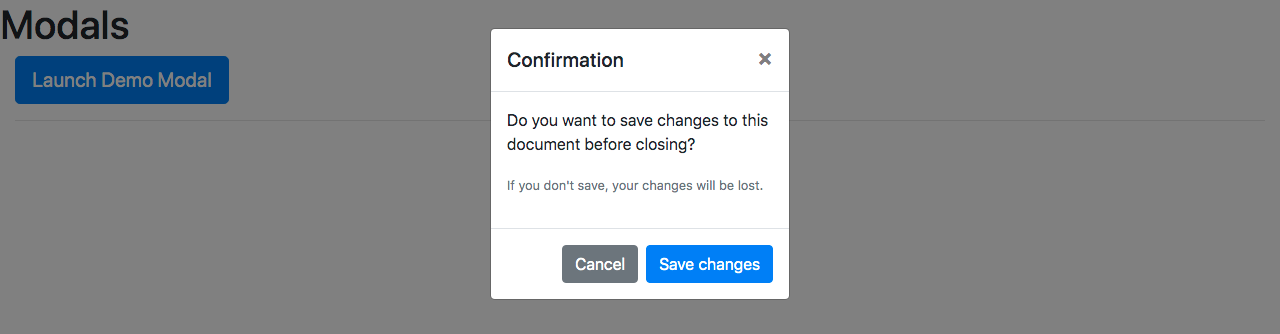 Modals
Launch Demo Modal
Confirmation
×
Do you want to save changes to this
document before closing?
If you don't save, your changes will be lost.
Cancel
Save changes